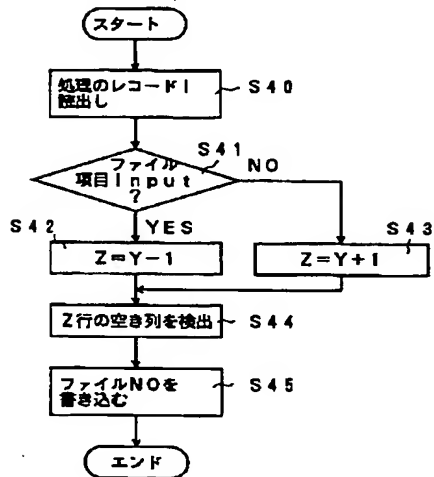 スタート
処理のレコードI
読出し
S40
ファイル
項目Input
?
S41
NO
YES
S42
Z=Y-1
S43
Z=Y+1
Z行の空き列を検出
S44
ファイルNOを
書き込む
S45
エンド